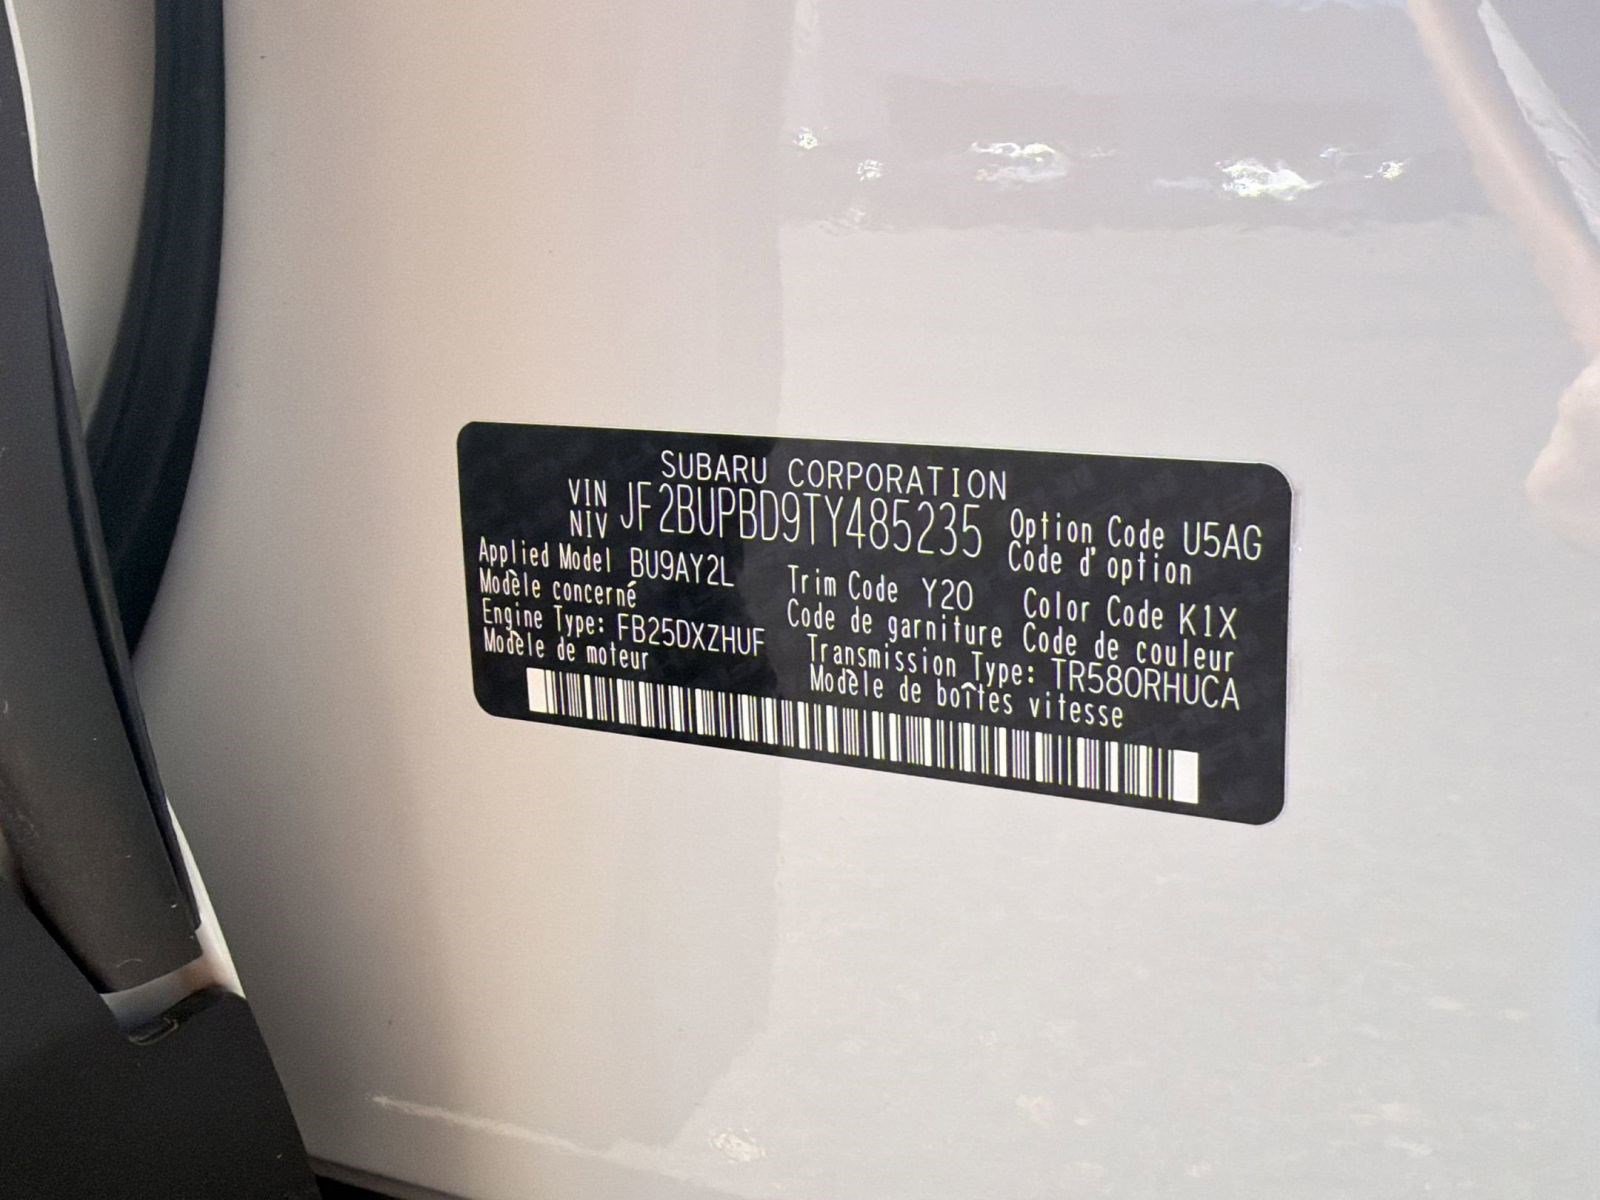 SUBARU CORPORATION
VIN
NIV
JF2BUPBD9TY485235
Option Code U5AG
Code d'option
Applied Model BU9AY2L
Modèle concerné
Trim Code Y20
Code de garniture
Color Code K1X
Code de couleur
Engine Type: FB25DXZHUF
Modèle de moteur
Transmission Type: TR580RHUCA
Modèle de boîtes vitesse